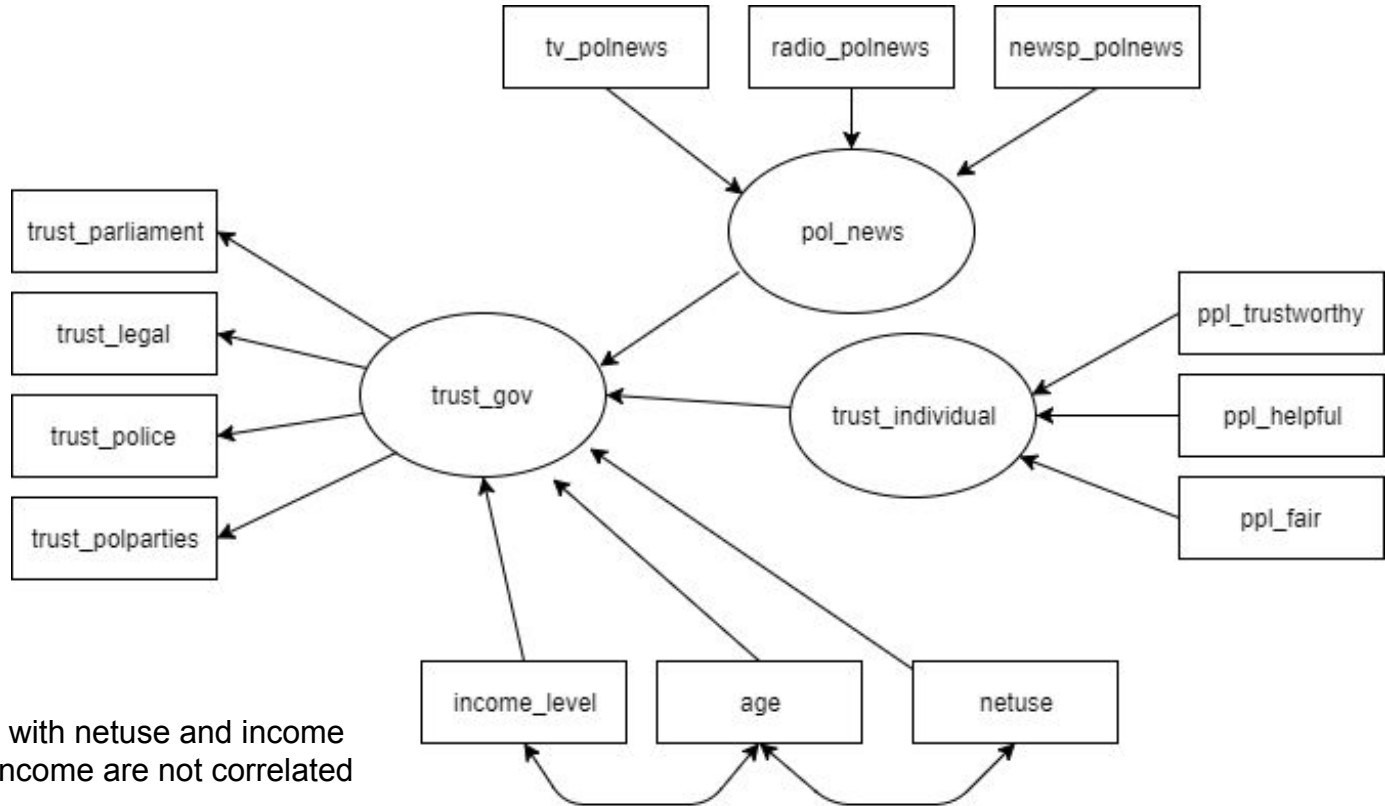 tv_polnews
radio_polnews
newsp_polnews
pol_news
trust_parliament
trust_legal
trust_police
trust_polparties
trust_gov
trust_individual
ppl_trustworthy
ppl_helpful
ppl_fair
income_level
age
netuse
with netuse and income
ncome are not correlated